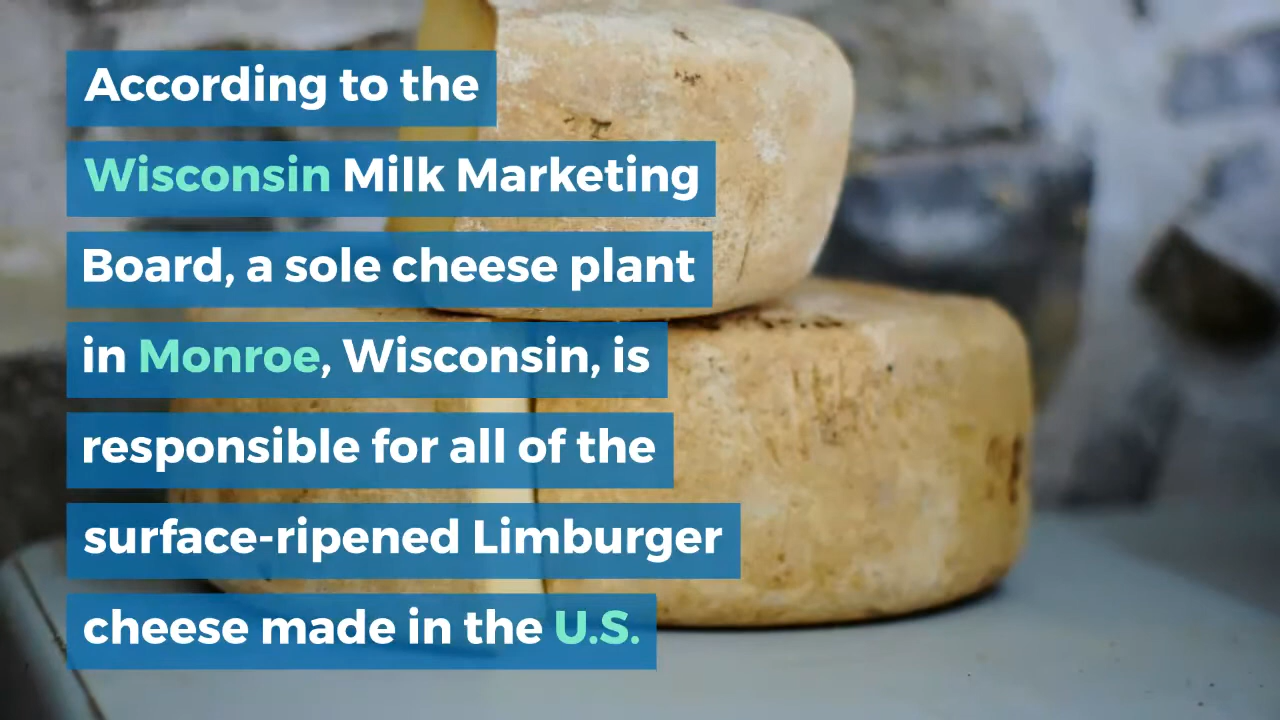 According to the
Wisconsin Milk Marketing
Board, a sole cheese plant
in Monroe, Wisconsin, is
responsible for all of the
surface-ripened Limburger
cheese made in the U.S.